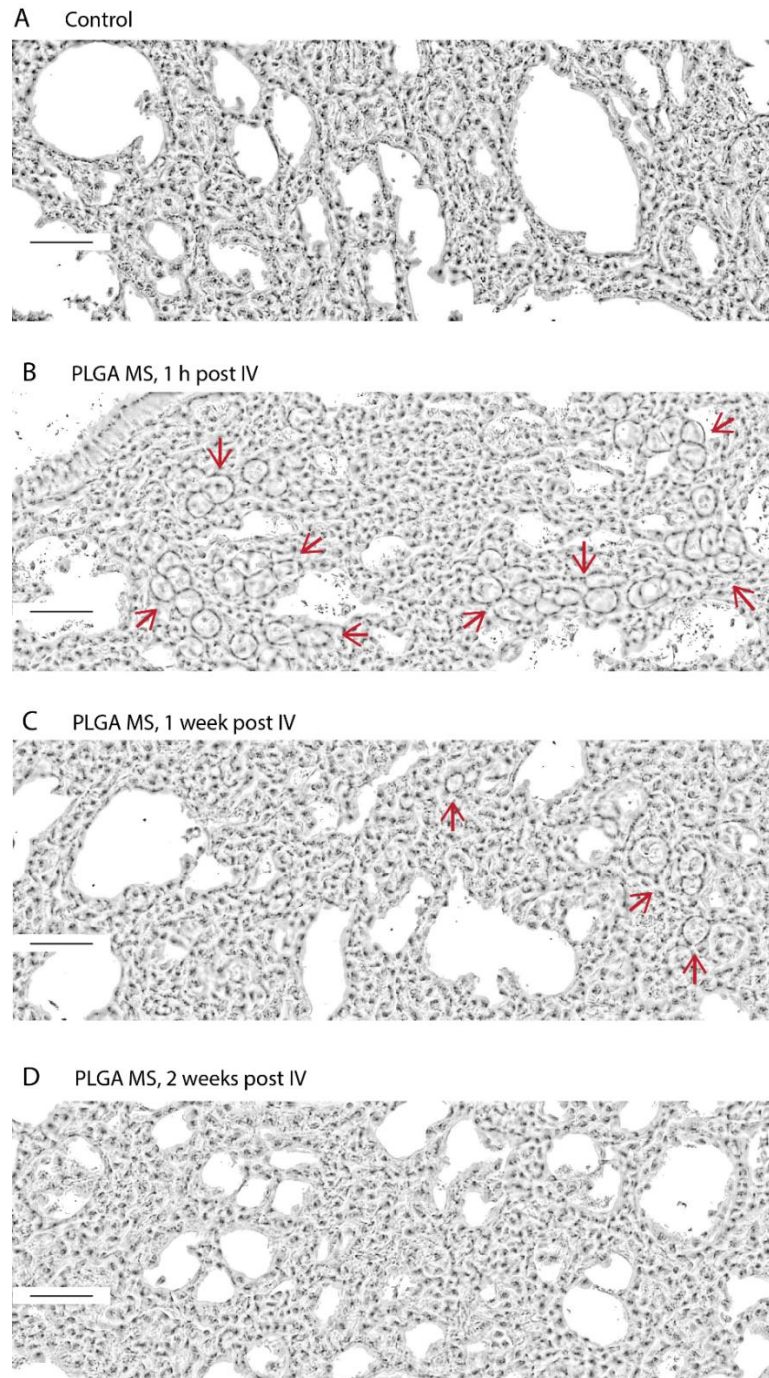 A Control
B PLGA MS, 1 h post IV
C PLGA MS, 1 week post IV
D PLGA MS, 2 weeks post IV